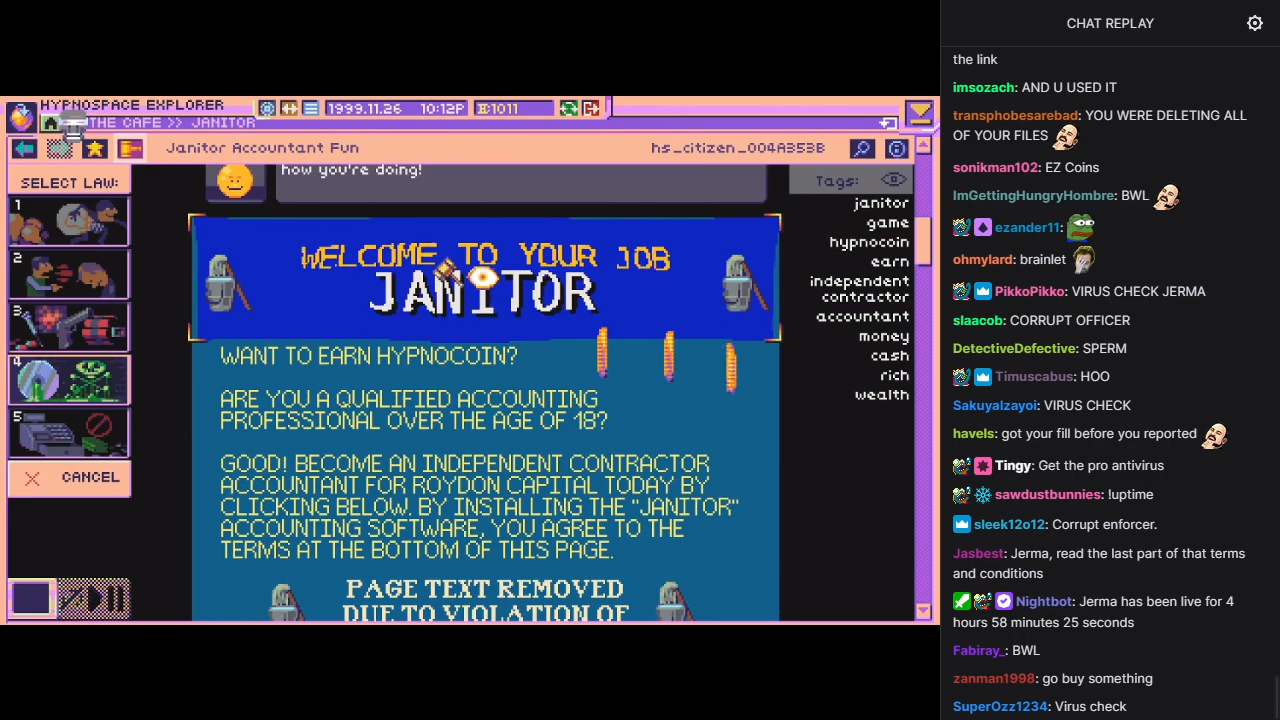 HYPNOSPACE EXPLORER
1999.11.26 10:12P
1011
THE CAFE >> JANITOR
Janitor Accountant Fun
hs_citizen_004A353B
SELECT LAW:
1
2
3
4
5
CANCEL
how you're doing!
WELCOME TO YOUR JOB
JANITOR
WANT TO EARN HYPNOCOIN?
ARE YOU A QUALIFIED ACCOUNTING
PROFESSIONAL OVER THE AGE OF 18?
GOOD! BECOME AN INDEPENDENT CONTRACTOR
ACCOUNTANT FOR ROYDON CAPITAL TODAY BY
CLICKING BELOW. BY INSTALLING THE "JANITOR"
ACCOUNTING SOFTWARE, YOU AGREE TO THE
TERMS AT THE BOTTOM OF THIS PAGE.
PAGE TEXT REMOVED
DUE TO VIOLATION OF
Tags:
janitor
game
hypnocoin
earn
independent
contractor
accountant
money
cash
rich
wealth
CHAT REPLAY
the link
imsozach: AND U USED IT
transphobesarebad: YOU WERE DELETING ALL
OF YOUR FILES
sonikman102: EZ Coins
ImGettingHungryHombre: BWL
ezander11:
ohmylard: brainlet
PikkoPikko: VIRUS CHECK JERMA
slaacob: CORRUPT OFFICER
DetectiveDefective: SPERM
Timuscabus: HOO
SakuyaIzayoi: VIRUS CHECK
havels: got your fill before you reported
Tingy: Get the pro antivirus
sawdustbunnies: !uptime
sleek12o12: Corrupt enforcer.
Jasbest: Jerma, read the last part of that terms
and conditions
Nightbot: Jerma has been live for 4
hours 58 minutes 25 seconds
Fabiray_: BWL
zanman1998: go buy something
SuperOzz1234: Virus check